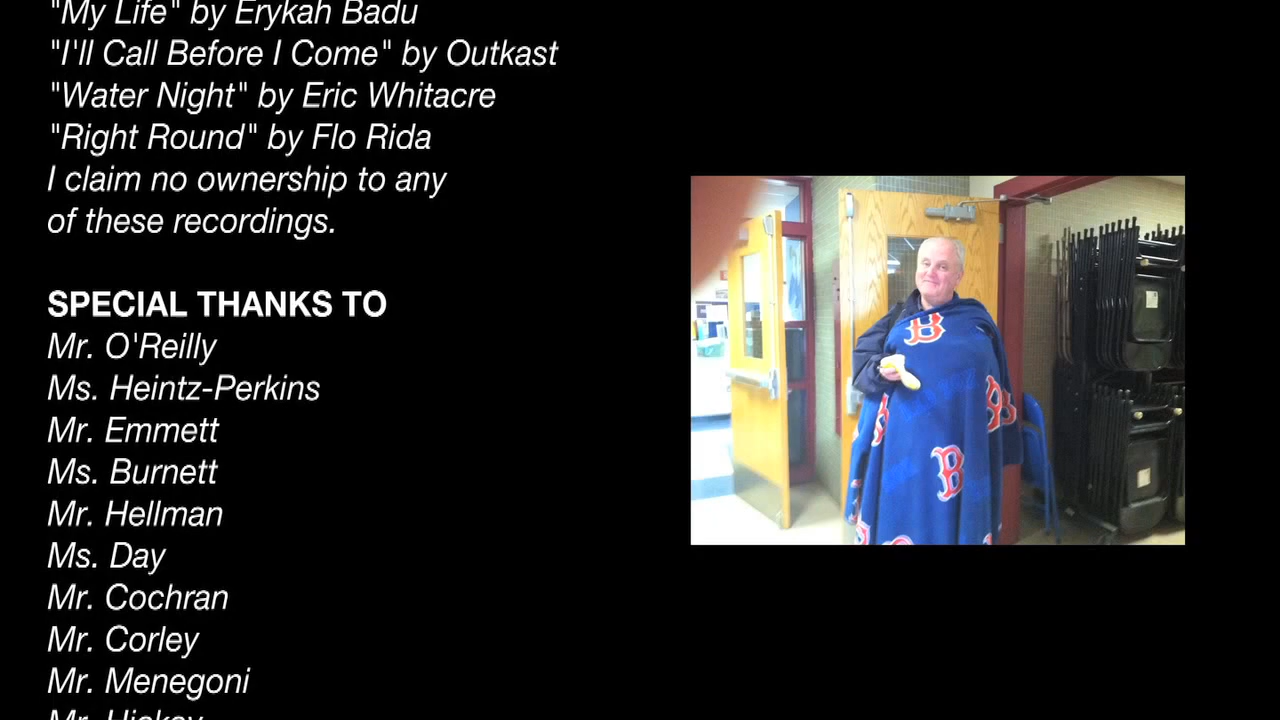 "My Life" by Erykah Badu
"I'll Call Before I Come" by Outkast
"Water Night" by Eric Whitacre
"Right Round" by Flo Rida
I claim no ownership to any
of these recordings.
SPECIAL THANKS TO
Mr. O'Reilly
Ms. Heintz-Perkins
Mr. Emmett
Ms. Burnett
Mr. Hellman
Ms. Day
Mr. Cochran
Mr. Corley
Mr. Menegoni
Mr. Hickey
B
B
B